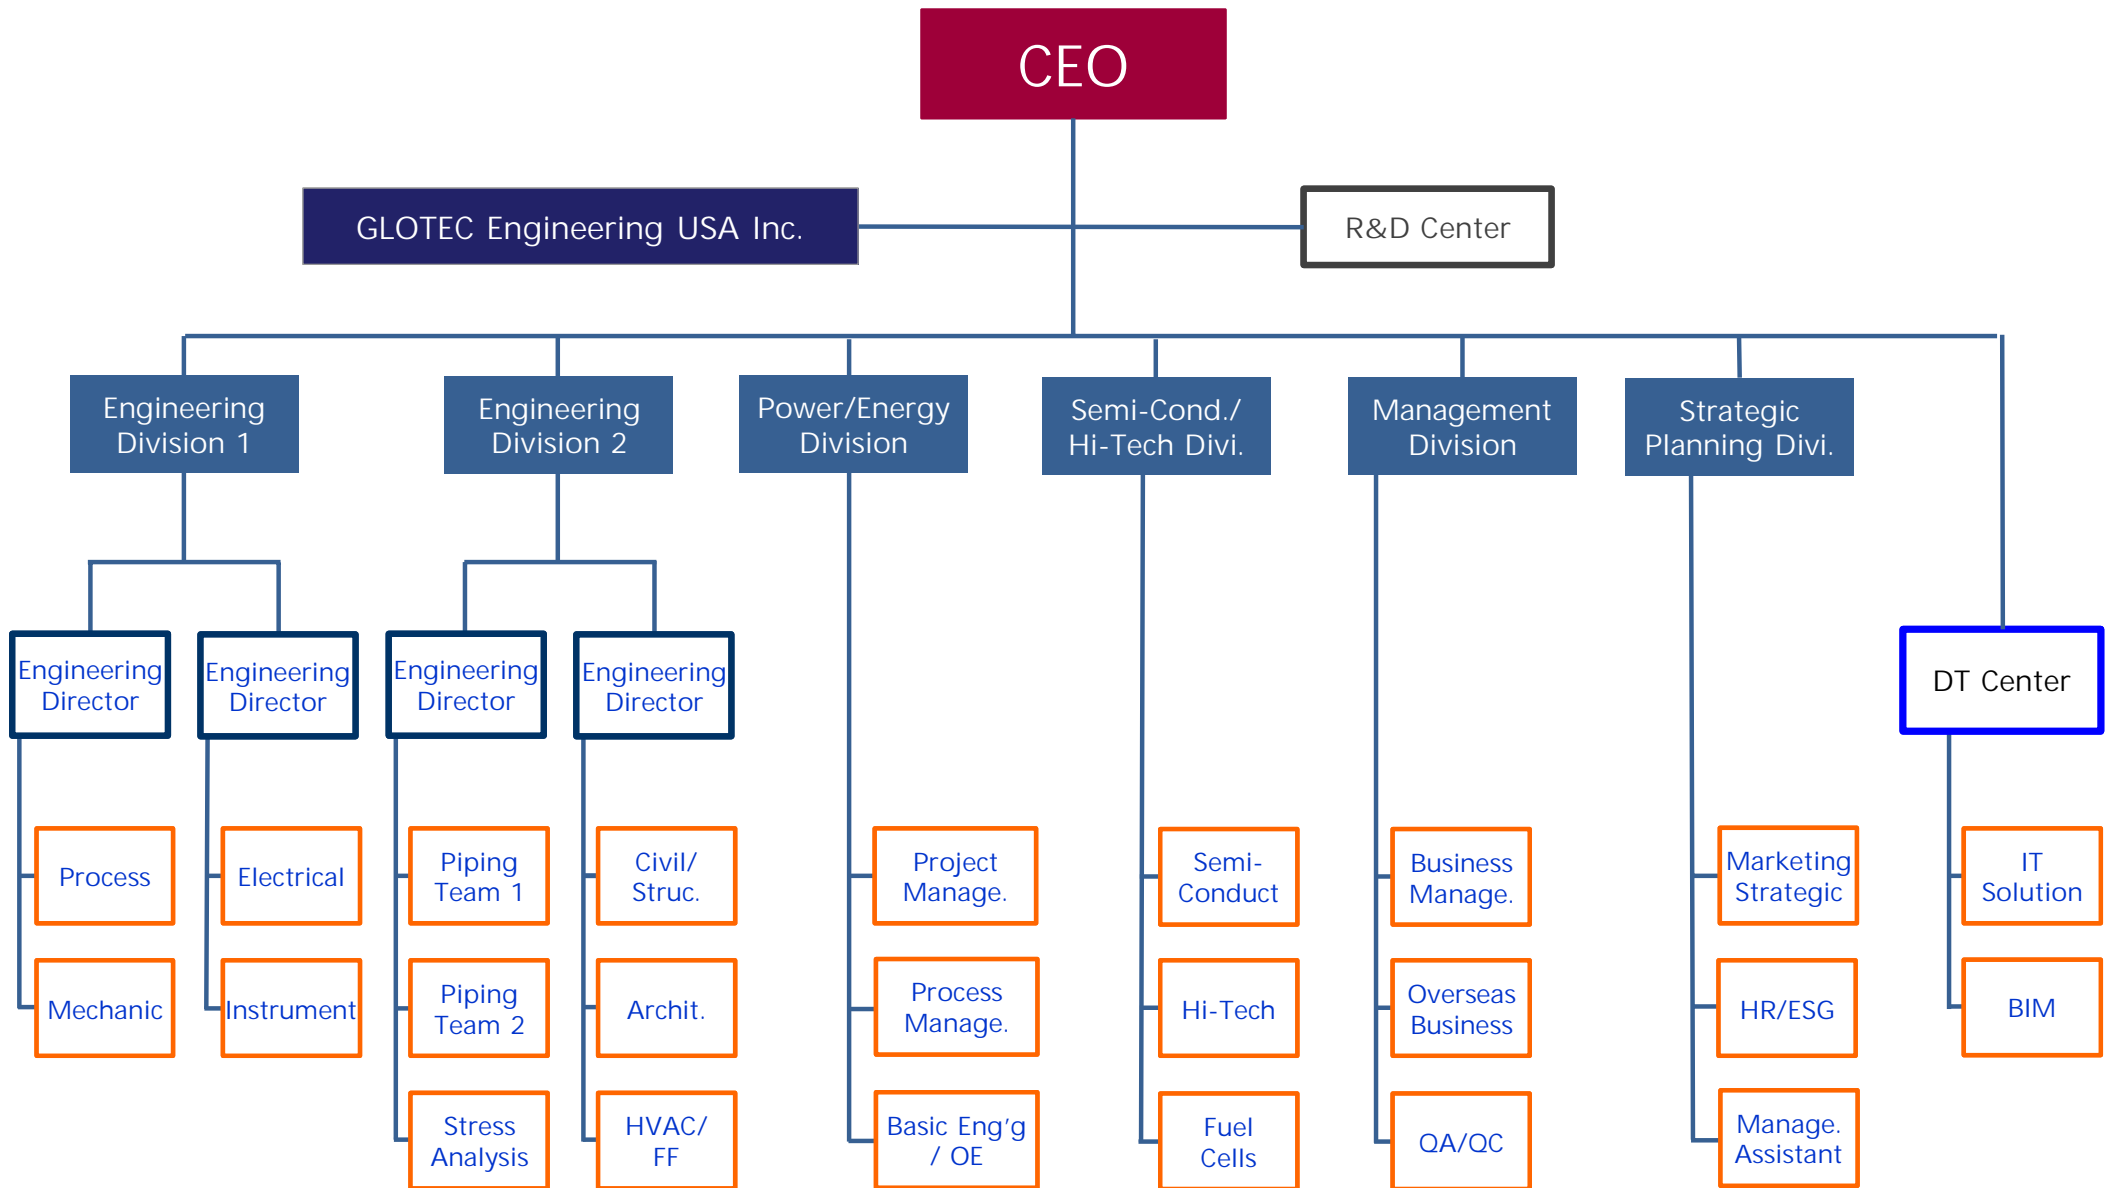 CEO
GLOTEC Engineering USA Inc.
R&D Center
Engineering
Division 1
Engineering
Division 2
Power/Energy
Division
Semi-Cond./
Hi-Tech Divi.
Management
Division
Strategic
Planning Divi.
Engineering
Director
Engineering
Director
Engineering
Director
Engineering
Director
DT Center
Process
Electrical
Piping
Team 1
Civil/
Struc.
Project
Manage.
Semi-
Conduct
Business
Manage.
Marketing
Strategic
IT
Solution
Mechanic
Instrument
Piping
Team 2
Archit.
Process
Manage.
Hi-Tech
Overseas
Business
HR/ESG
BIM
Stress
Analysis
HVAC/
FF
Basic Eng’g
/ OE
Fuel
Cells
QA/QC
Manage.
Assistant